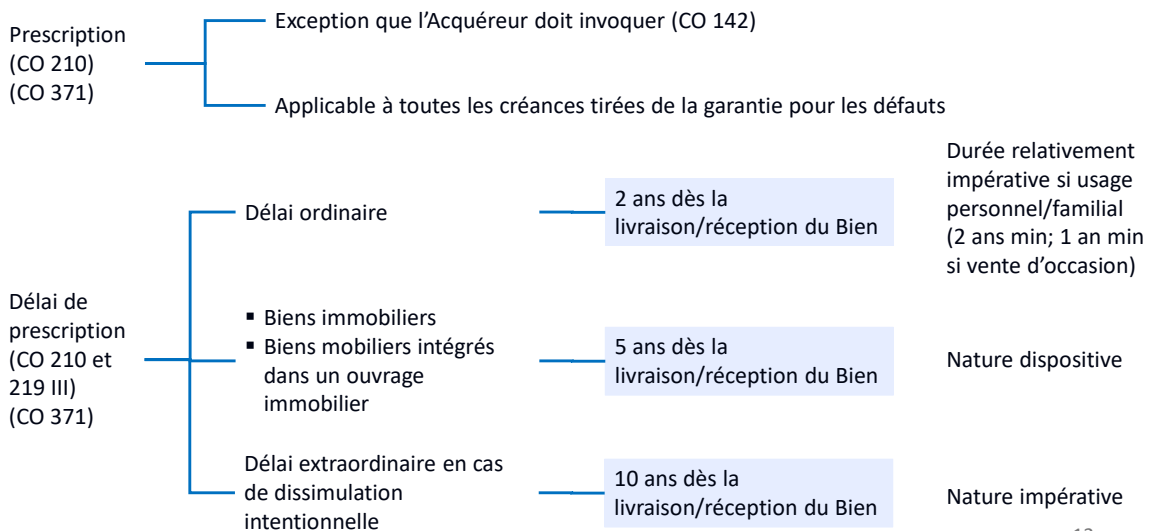 Prescription
(CO 210)
(CO 371)
Exception que l’Acquéreur doit invoquer (CO 142)
Applicable à toutes les créances tirées de la garantie pour les défauts
Délai de
prescription
(CO 210 et
219 III)
(CO 371)
Délai ordinaire
2 ans dès la
livraison/réception du Bien
Durée relativement
impérative si usage
personnel/familial
(2 ans min; 1 an min
si vente d’occasion)
▪ Biens immobiliers
▪ Biens mobiliers intégrés
dans un ouvrage
immobilier
5 ans dès la
livraison/réception du Bien
Nature dispositive
Délai extraordinaire en cas
de dissimulation
intentionnelle
10 ans dès la
livraison/réception du Bien
Nature impérative